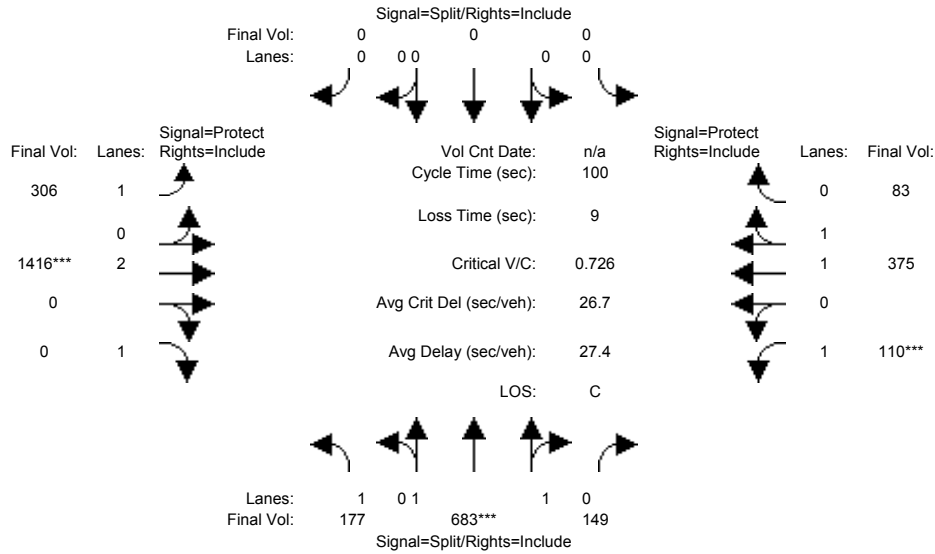 Signal=Split/Rights=Include
Final Vol: 0 0 0
Lanes: 0 0 0 0 0
Signal=Protect Signal=Protect
Final Vol: Lanes: Rights=Include Vol Cnt Date: n/a Rights=Include Lanes: Final Vol:
Cycle Time (sec): 100
306 1 0 83
Loss Time (sec): 9
0 1
1416*** 2 Critical V/C: 0.726 1 375
0 Avg Crit Del (sec/veh): 26.7 0
0 1 Avg Delay (sec/veh): 27.4 1 110***
LOS: C
Lanes: 1 0 1 1 0
Final Vol: 177 683*** 149
Signal=Split/Rights=Include